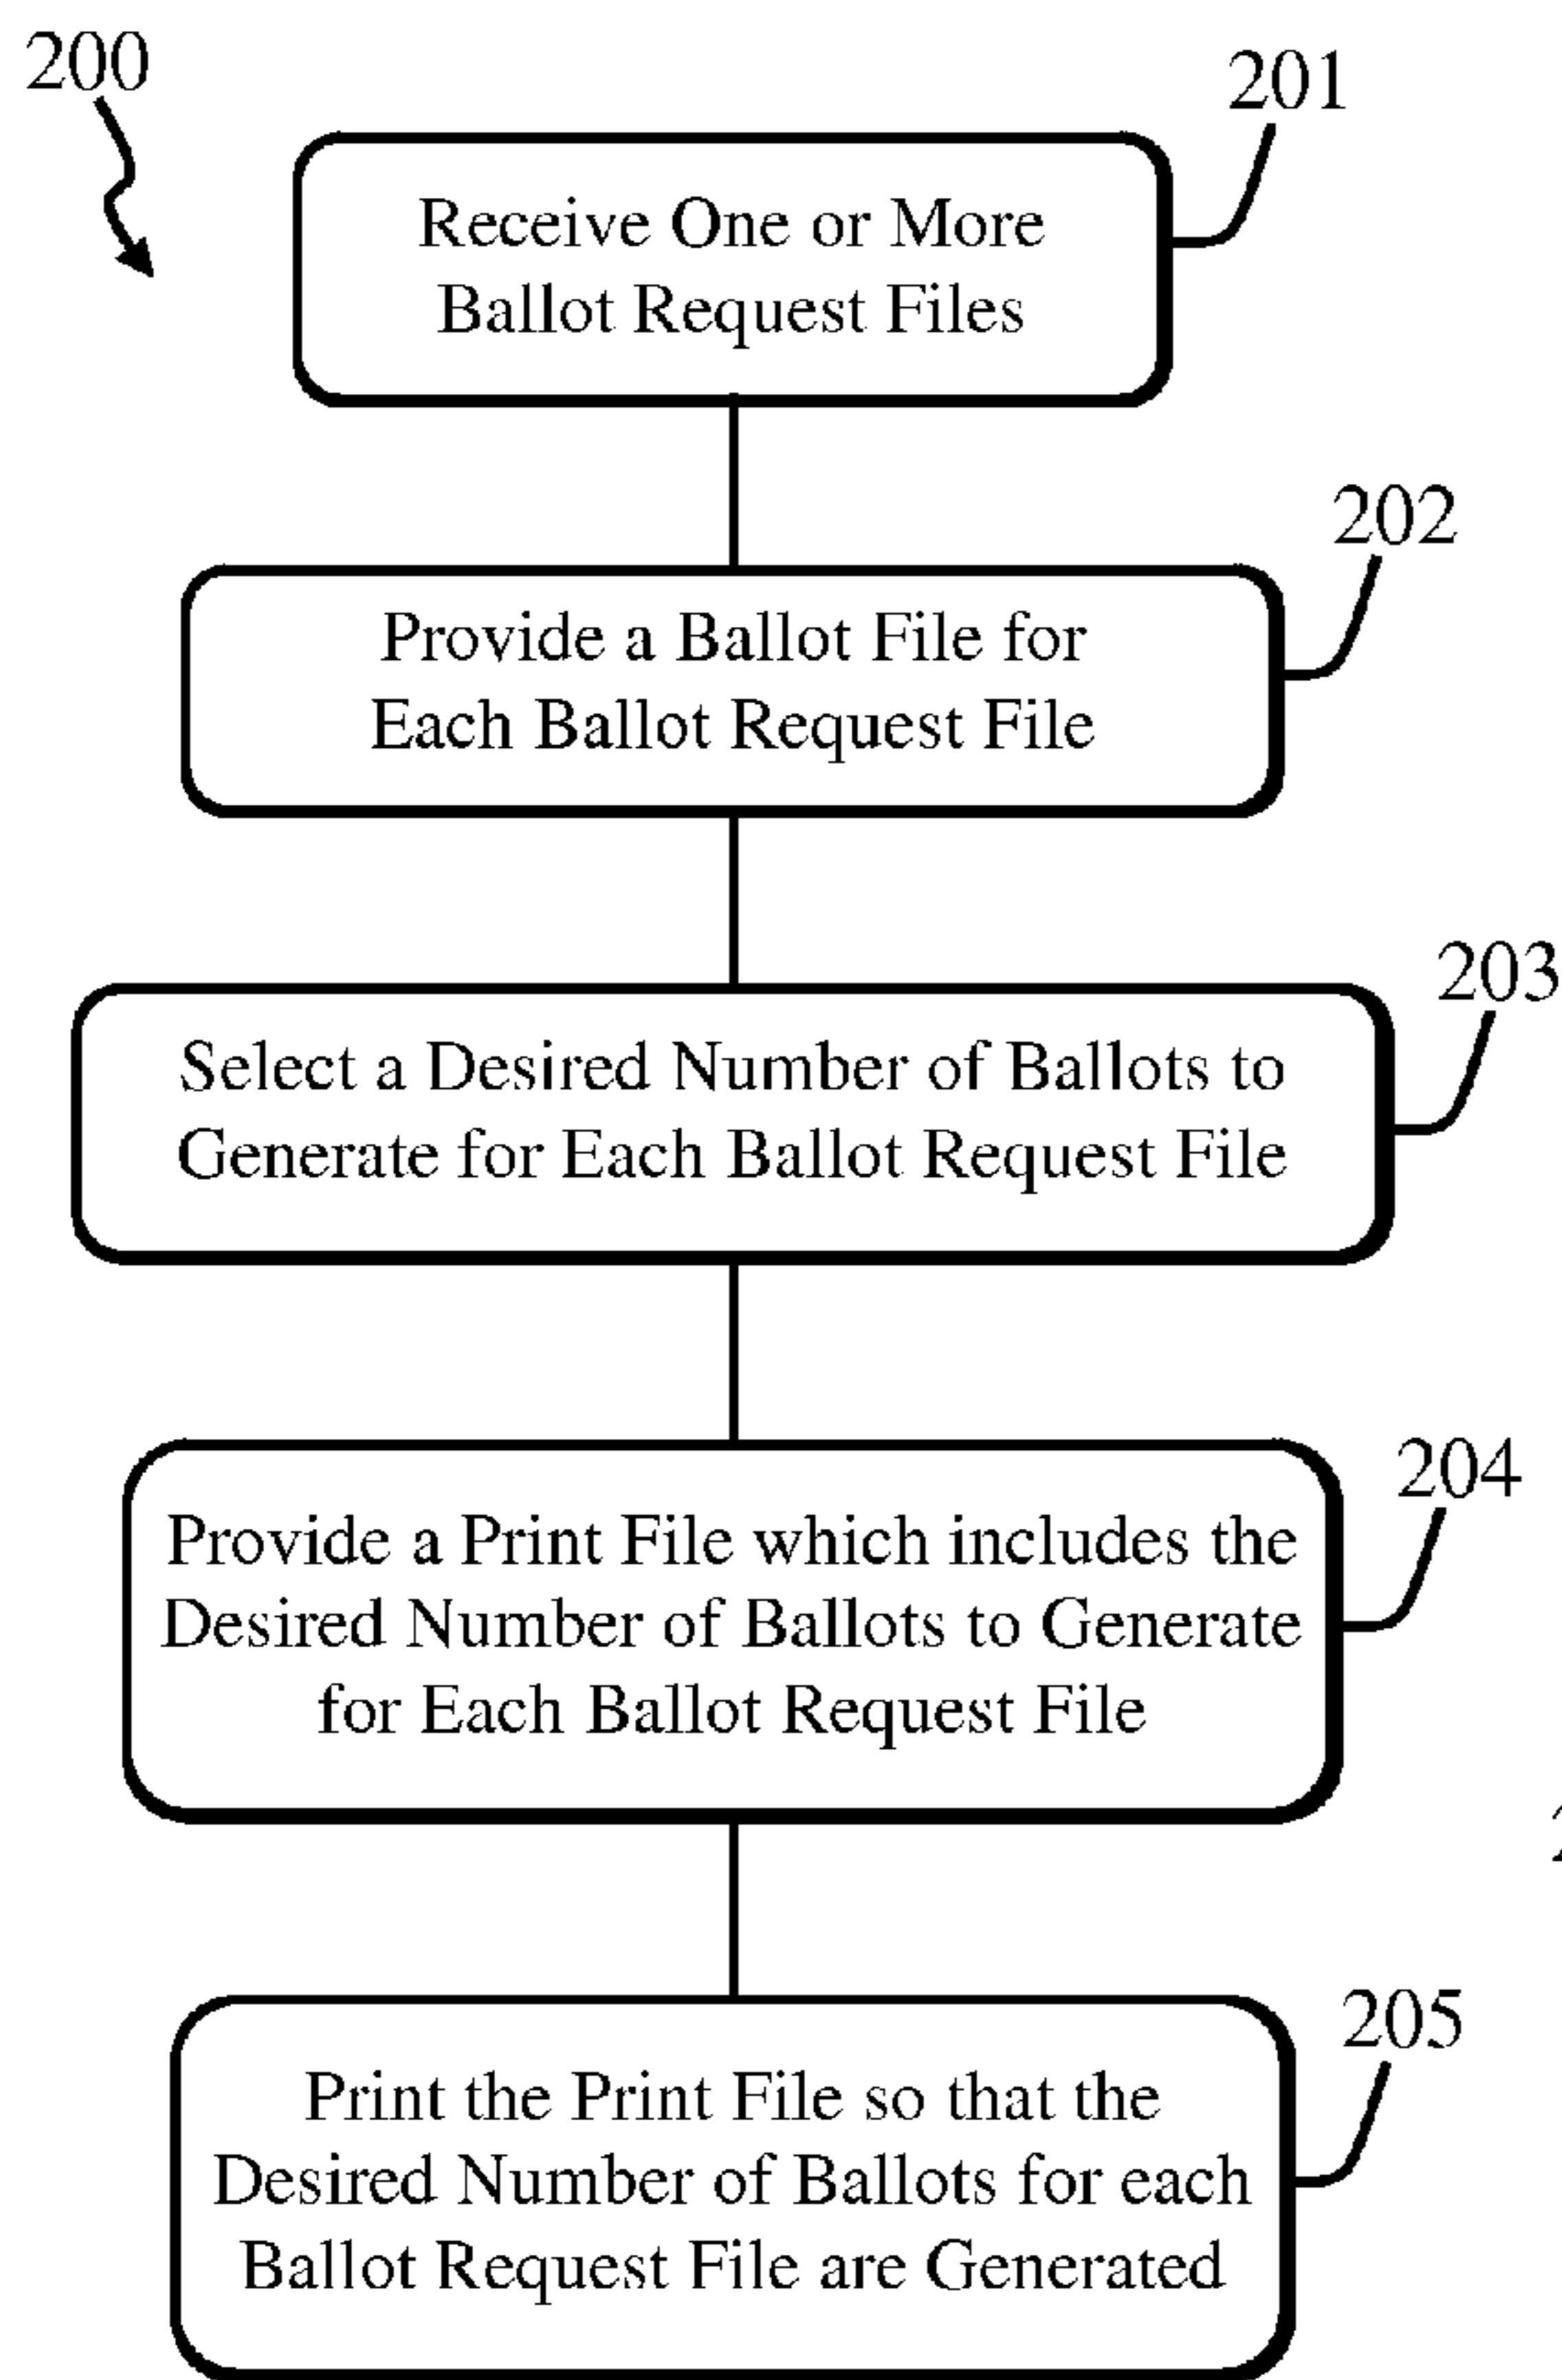 200
201
Receive One or More
Ballot Request Files
202
Provide a Ballot File for
Each Ballot Request File
203
Select a Desired Number of Ballots to
Generate for Each Ballot Request File
204
Provide a Print File which includes the
Desired Number of Ballots to Generate
for Each Ballot Request File
205
Print the Print File so that the
Desired Number of Ballots for each
Ballot Request File are Generated